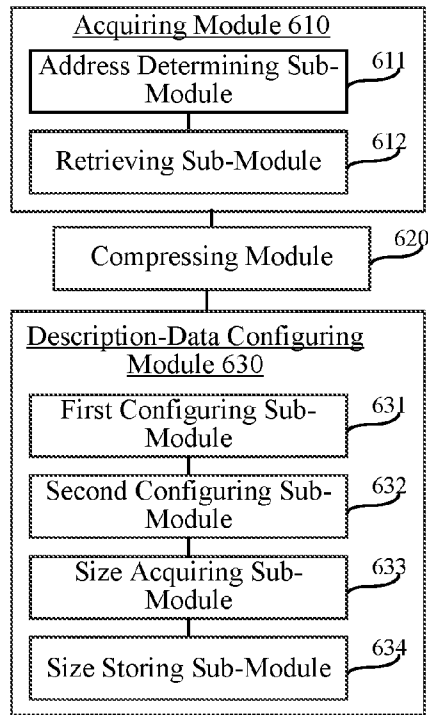 Acquiring Module 610
Address Determining Sub-
Module
611
Retrieving Sub-Module
612
Compressing Module
620
Description-Data Configuring
Module 630
First Configuring Sub-
Module
631
Second Configuring Sub-
Module
632
Size Acquiring Sub-
Module
633
Size Storing Sub-Module
634